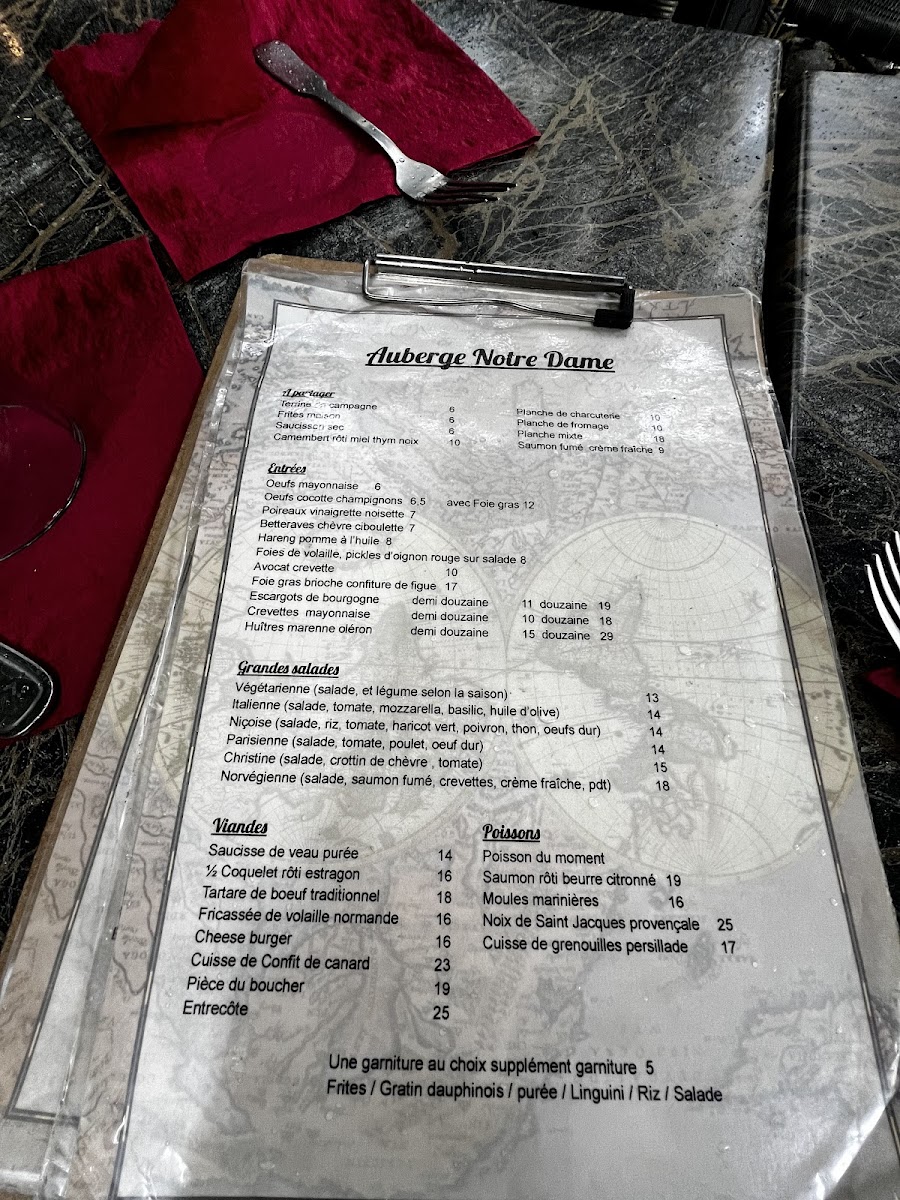 Auberge Notre Dame
A partager
Terrine campagne 6
Frites maison 6
Saucisson sec 6
Camembert rôti miel thym noix 10
Planche de charcuterie 10
Planche de fromage 10
Planche mixte 18
Saumon fumé crème fraîche 9
Entrées
Oeufs mayonnaise 6
Oeufs cocotte champignons 6,5 avec Foie gras 12
Poireaux vinaigrette noisette 7
Betteraves chèvre ciboulette 7
Hareng pomme à l'huile 8
Foies de volaille, pickles d'oignon rouge sur salade 8
Avocat crevette 10
Foie gras brioche confiture de figue 17
Escargots de bourgogne demi douzaine 11 douzaine 19
Crevettes mayonnaise demi douzaine 10 douzaine 18
Huîtres marenne oléron demi douzaine 15 douzaine 29
Grandes salades
Végétarienne (salade, et légume selon la saison) 13
Italienne (salade, tomate, mozzarella, basilic, huile d'olive) 14
Niçoise (salade, riz, tomate, haricot vert, poivron, thon, oeufs dur) 14
Parisienne (salade, tomate, poulet, oeuf dur) 14
Christine (salade, crottin de chèvre , tomate) 15
Norvégienne (salade, saumon fumé, crevettes, crème fraîche, pdt) 18
Viandes
Saucisse de veau purée 14
½ Coquelet rôti estragon 16
Tartare de boeuf traditionnel 18
Fricassée de volaille normande 16
Cheese burger 16
Cuisse de Confit de canard 23
Pièce du boucher 19
Entrecôte 25
Poissons
Poisson du moment
Saumon rôti beurre citronné 19
Moules marinières 16
Noix de Saint Jacques provençale 25
Cuisse de grenouilles persillade 17
Une garniture au choix supplément garniture 5
Frites / Gratin dauphinois / purée / Linguini / Riz / Salade